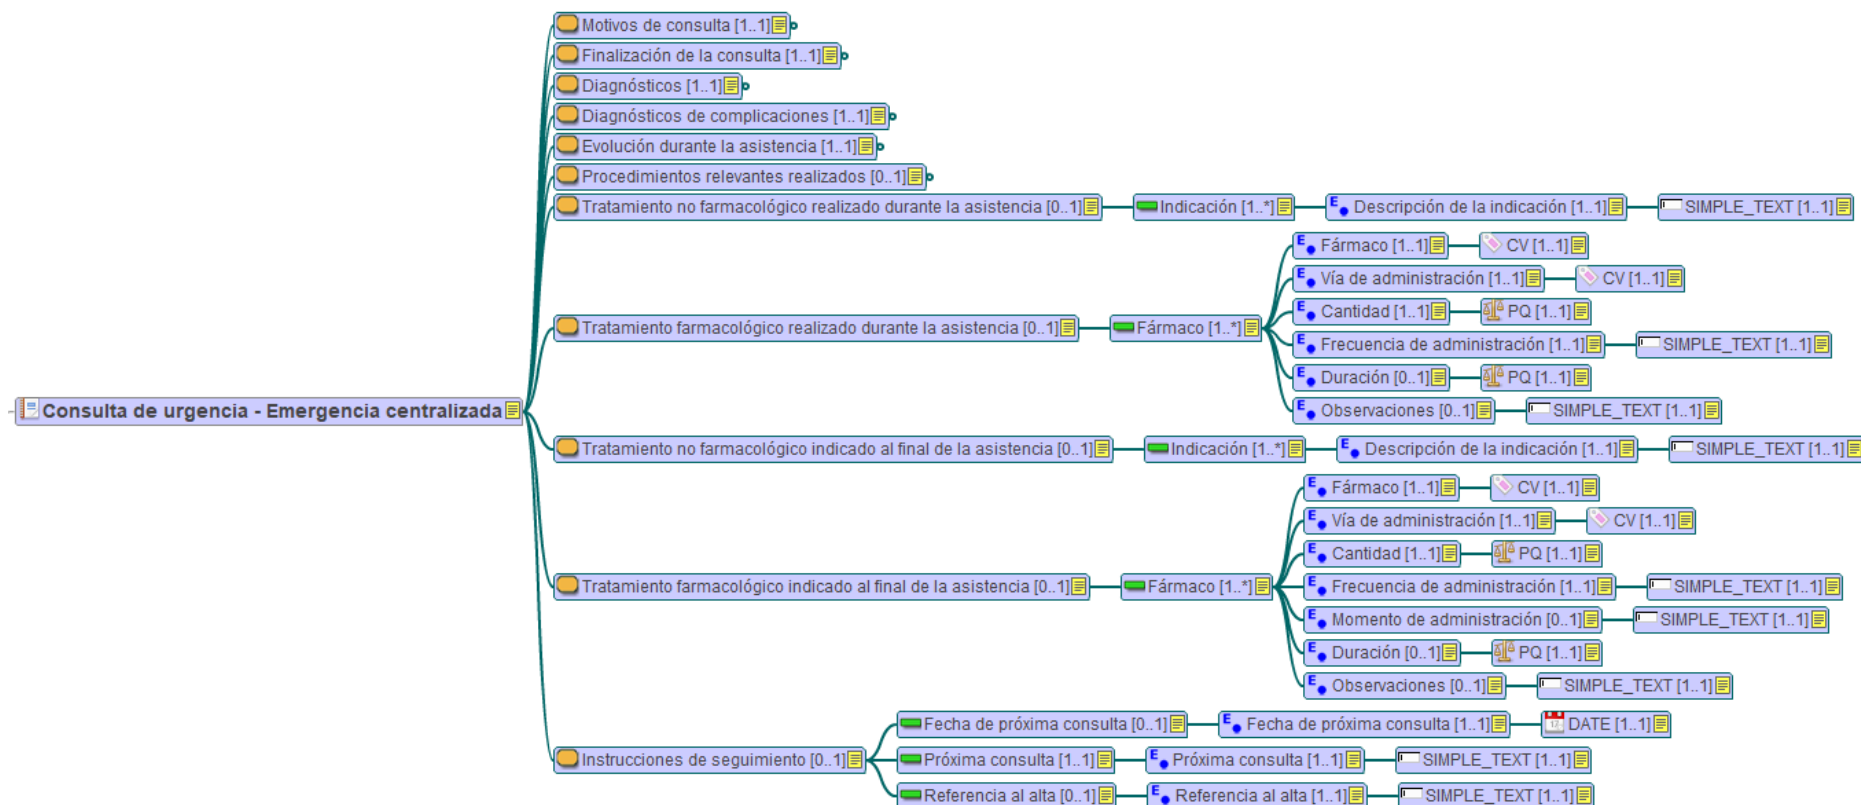 Motivos de consulta [1..1]
Finalización de la consulta [1..1]
Diagnósticos [1..1]
Diagnósticos de complicaciones [1..1]
Evolución durante la asistencia [1..1]
Procedimientos relevantes realizados [0..1]
Tratamiento no farmacológico realizado durante la asistencia [0..1] Indicación [1..*] E Descripción de la indicación [1..1] SIMPLE_TEXT [1..1]
E Fármaco [1..1] CV [1..1]
E Vía de administración [1..1] CV [1..1]
E Cantidad [1..1] PQ [1..1]
Tratamiento farmacológico realizado durante la asistencia [0..1] Fármaco [1..*]
E Frecuencia de administración [1..1] SIMPLE_TEXT [1..1]
E Duración [0..1] PQ [1..1]
E Observaciones [0..1] SIMPLE_TEXT [1..1]
Consulta de urgencia - Emergencia centralizada
Tratamiento no farmacológico indicado al final de la asistencia [0..1] Indicación [1..*] E Descripción de la indicación [1..1] SIMPLE_TEXT [1..1]
E Fármaco [1..1] CV [1..1]
E Vía de administración [1..1] CV [1..1]
E Cantidad [1..1] PQ [1..1]
Tratamiento farmacológico indicado al final de la asistencia [0..1] Fármaco [1..*] E Frecuencia de administración [1..1] SIMPLE_TEXT [1..1]
E Momento de administración [0..1] SIMPLE_TEXT [1..1]
E Duración [0..1] PQ [1..1]
E Observaciones [0..1] SIMPLE_TEXT [1..1]
Fecha de próxima consulta [0..1] E Fecha de próxima consulta [1..1] DATE [1..1]
Instrucciones de seguimiento [0..1] Próxima consulta [1..1] E Próxima consulta [1..1] SIMPLE_TEXT [1..1]
Referencia al alta [0..1] E Referencia al alta [1..1] SIMPLE_TEXT [1..1]